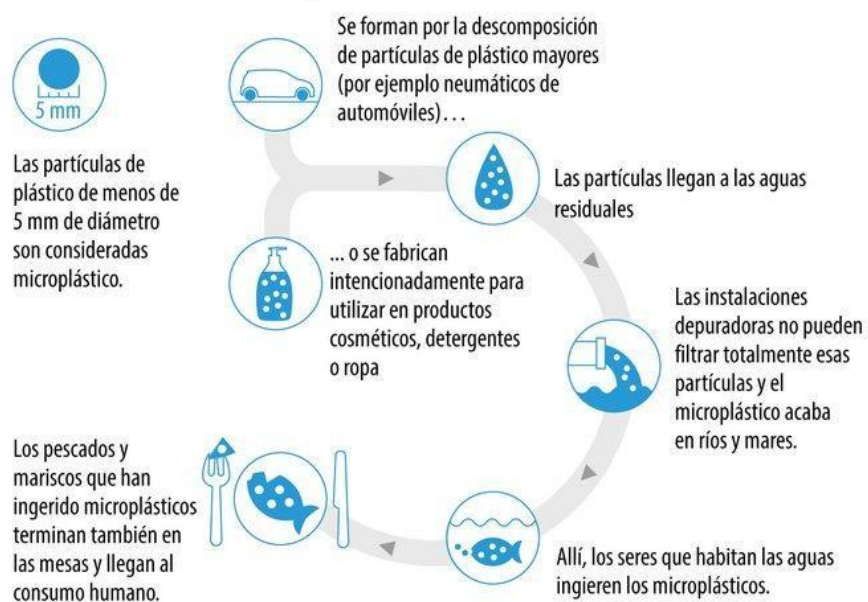 5 mm
Las partículas de
plástico de menos de
5 mm de diámetro
son consideradas
microplástico.
Se forman por la descomposición
de partículas de plástico mayores
(por ejemplo neumáticos de
automóviles)...
... o se fabrican
intencionadamente para
utilizar en productos
cosméticos, detergentes
o ropa
Las partículas llegan a las aguas
residuales
Las instalaciones
depuradoras no pueden
filtrar totalmente esas
partículas y el
microplástico acaba
en ríos y mares.
Allí, los seres que habitan las aguas
ingieren los microplásticos.
Los pescados y
mariscos que han
ingerido microplásticos
terminan también en
las mesas y llegan al
consumo humano.